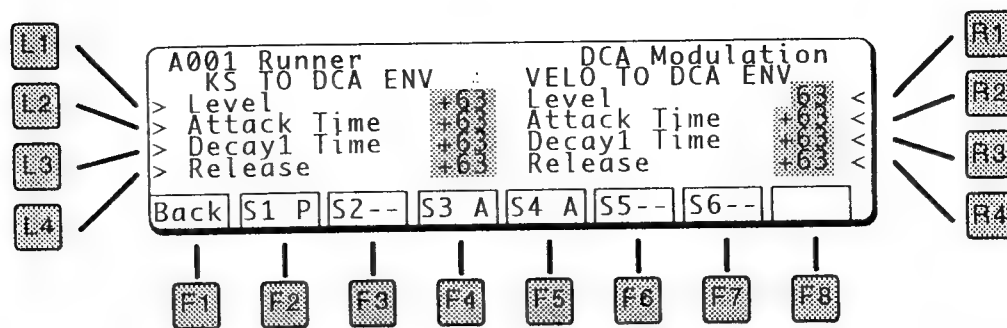 A001 Runner DCA Modulation
KS TO DCA ENV : VELO TO DCA ENV
L1 > Level +63 Level 63 < R1
L2 > Attack Time +63 Attack Time +63 < R2
L3 > Decay1 Time +63 Decay1 Time +63 < R3
L4 > Release +63 Release +63 < R4
Back S1 P S2-- S3 A S4 A S5-- S6--
F1 F2 F3 F4 F5 F6 F7 F8